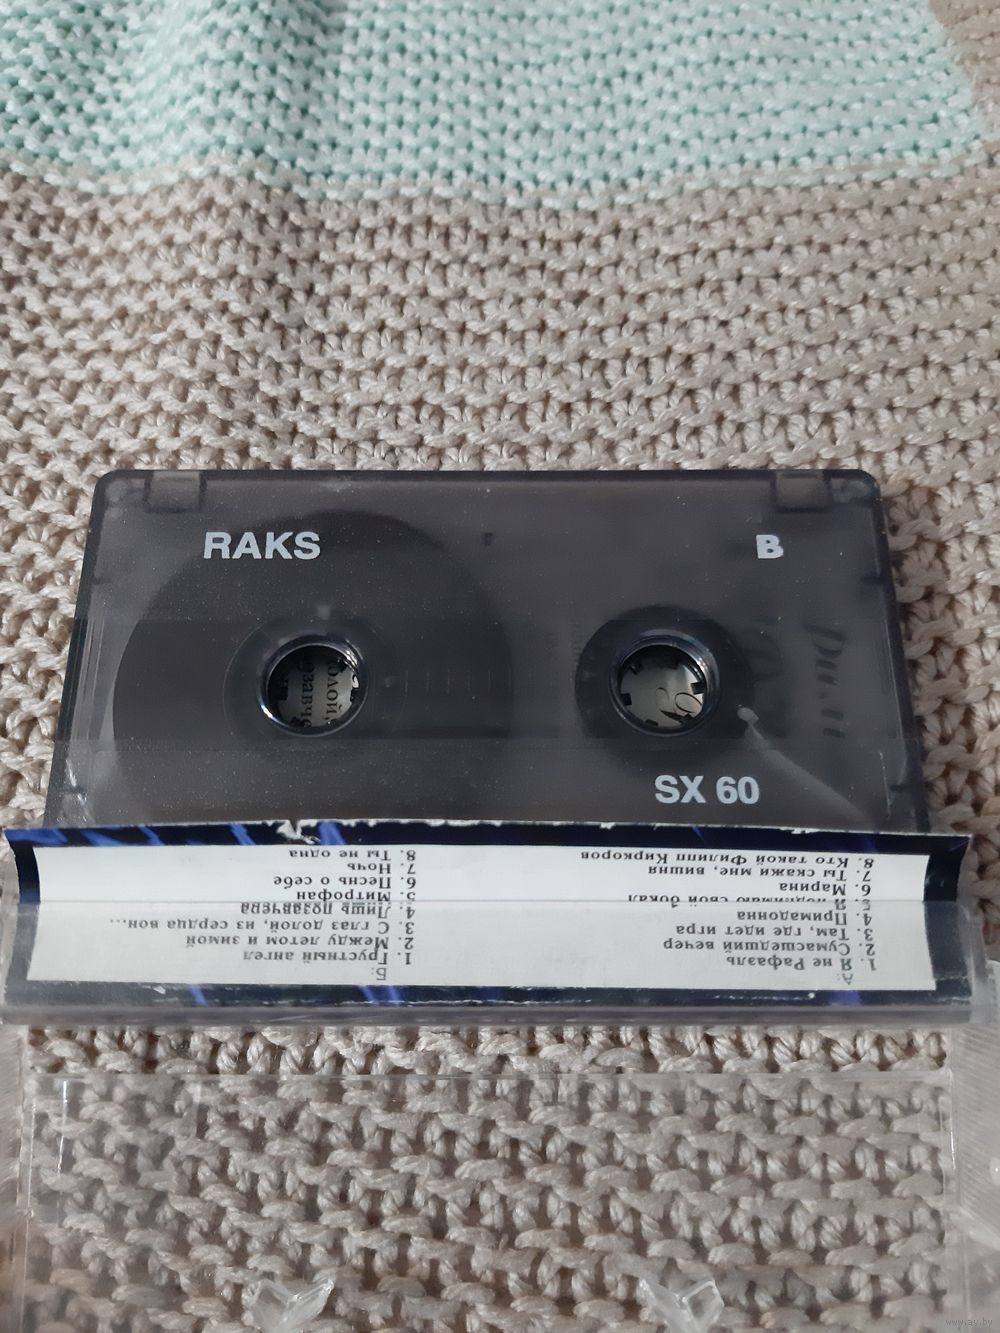 RAKS
B
SX 60
А:
1. Я не Рафаэль
2. Сумасшедший вечер
3. Там, где идет игра
4. Примадонна
5. Я поднимаю свой бокал
6. Марина
7. Ты скажи мне, вишня
8. Кто такой Филипп Киркоров
Б:
1. Грустный ангел
2. Между летом и зимой
3. С глаз долой, из сердца вон...
4. Лишь позавчера
5. Митрофан
6. Песнь о себе
7. Ночь
8. Ты не одна
www.ay.by